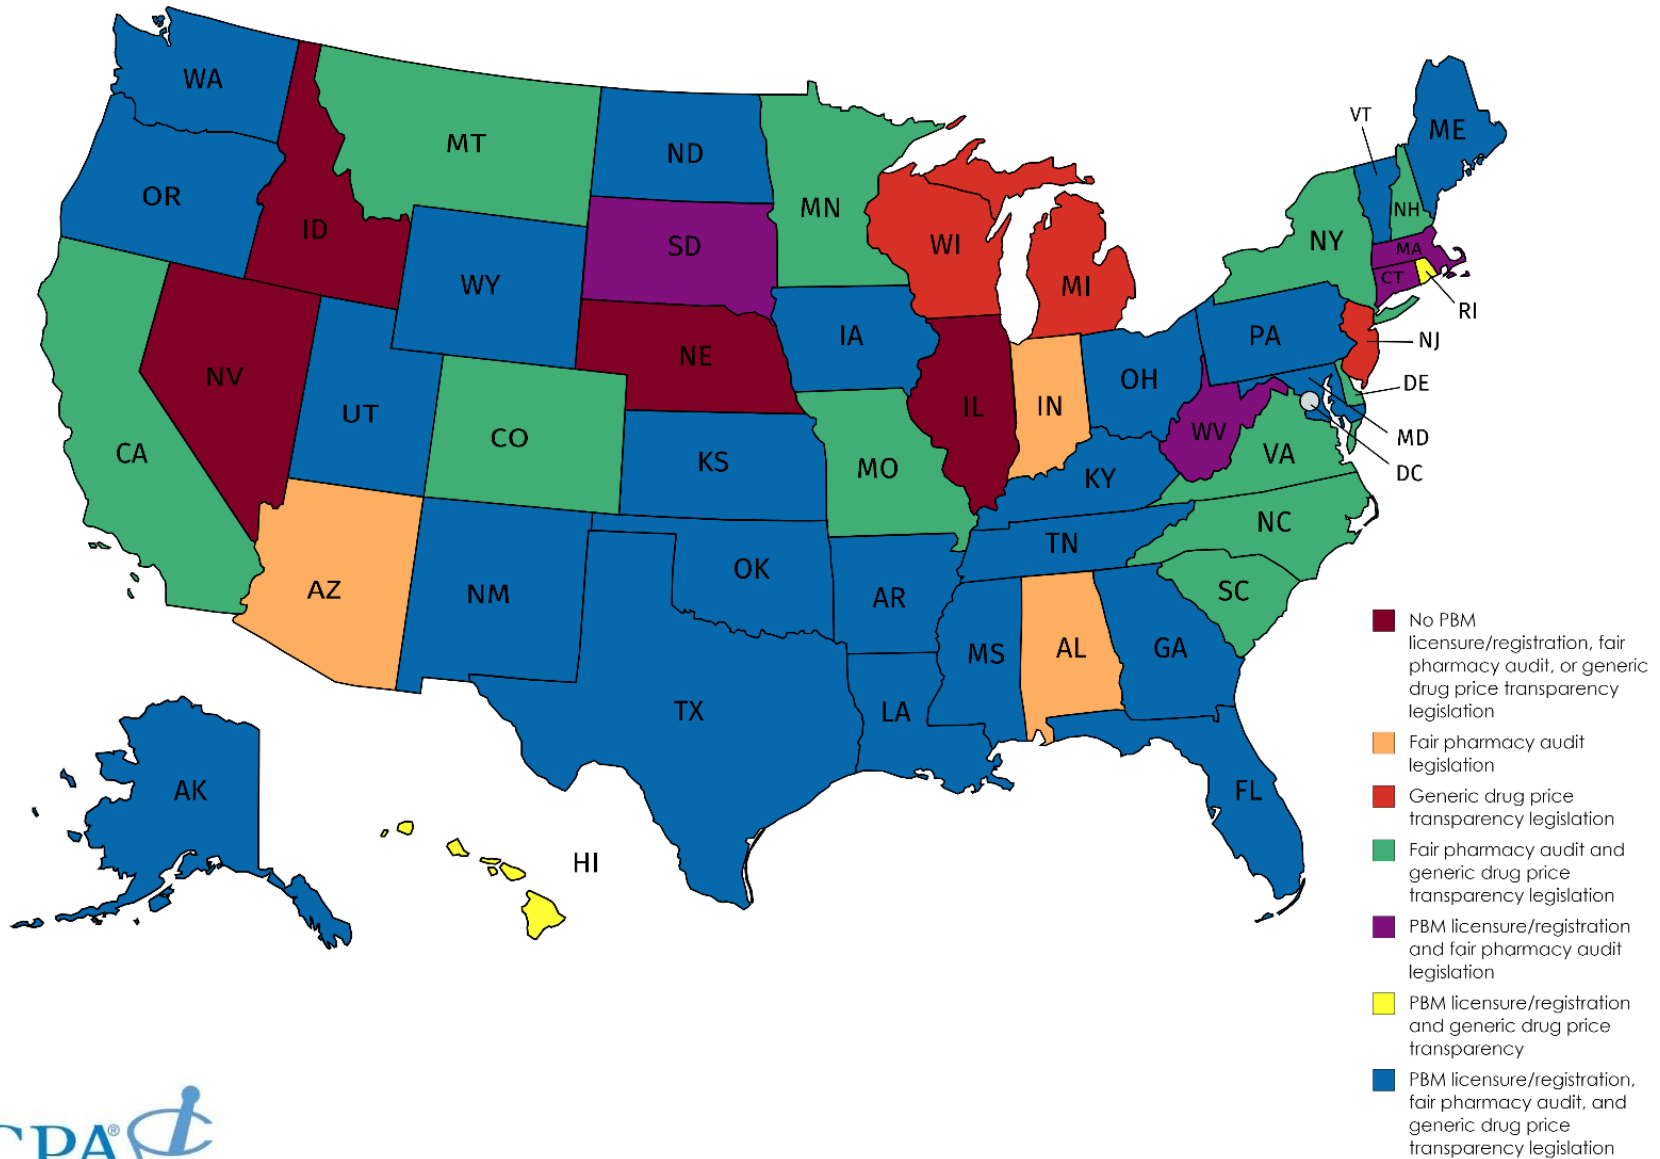 WA
MT
ND
VT
ME
OR
ID
MN
SD
WI
NH
NY
MA
CT
WY
MI
RI
IA
PA
NJ
NE
NV
OH
DE
UT
IL
IN
CO
WV
MD
CA
KS
MO
VA
DC
KY
NC
TN
OK
AZ
NM
AR
SC
MS
AL
GA
TX
LA
AK
FL
HI
No PBM
licensure/registration, fair
pharmacy audit, or generic
drug price transparency
legislation
Fair pharmacy audit
legislation
Generic drug price
transparency legislation
Fair pharmacy audit and
generic drug price
transparency legislation
PBM licensure/registration
and fair pharmacy audit
legislation
PBM licensure/registration
and generic drug price
transparency
PBM licensure/registration,
fair pharmacy audit, and
generic drug price
transparency legislation
CPA®